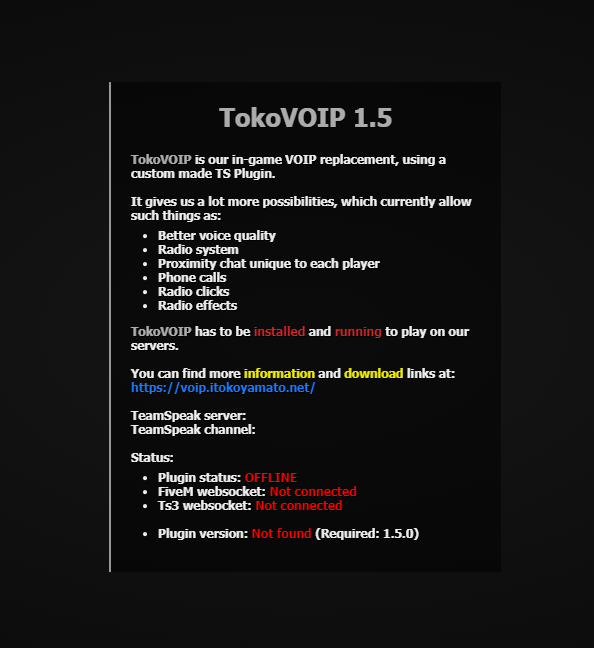 TokoVOIP 1.5
TokoVOIP is our in-game VOIP replacement, using a
custom made TS Plugin.
It gives us a lot more possibilities, which currently allow
such things as:
• Better voice quality
• Radio system
• Proximity chat unique to each player
• Phone calls
• Radio clicks
• Radio effects
TokoVOIP has to be installed and running to play on our
servers.
You can find more information and download links at:
https://voip.itokoyamato.net/
TeamSpeak server:
TeamSpeak channel:
Status:
• Plugin status: OFFLINE
• FiveM websocket: Not connected
• Ts3 websocket: Not connected
• Plugin version: Not found (Required: 1.5.0)